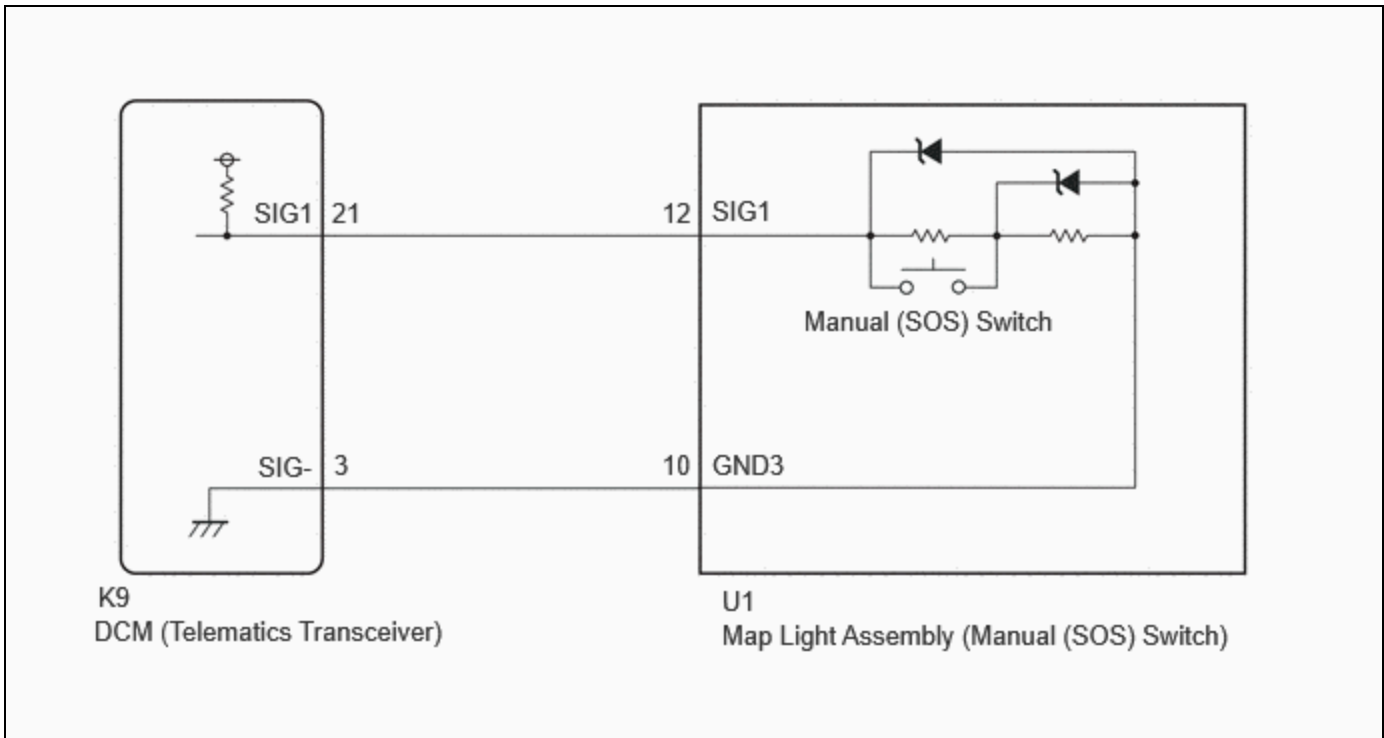 SIG1 21
12 SIG1
Manual (SOS) Switch
SIG- 3
10 GND3
K9
DCM (Telematics Transceiver)
U1
Map Light Assembly (Manual (SOS) Switch)